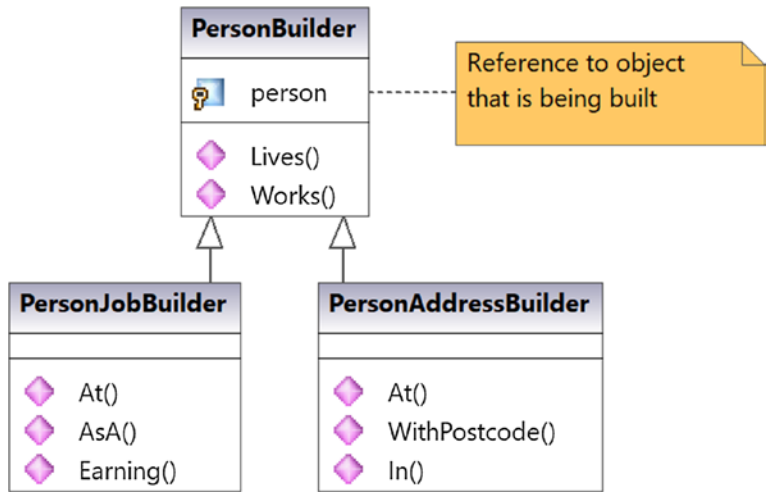 PersonBuilder
person
Reference to object
that is being built
Lives()
Works()
PersonJobBuilder
At()
AsA()
Earning()
PersonAddressBuilder
At()
WithPostcode()
In()